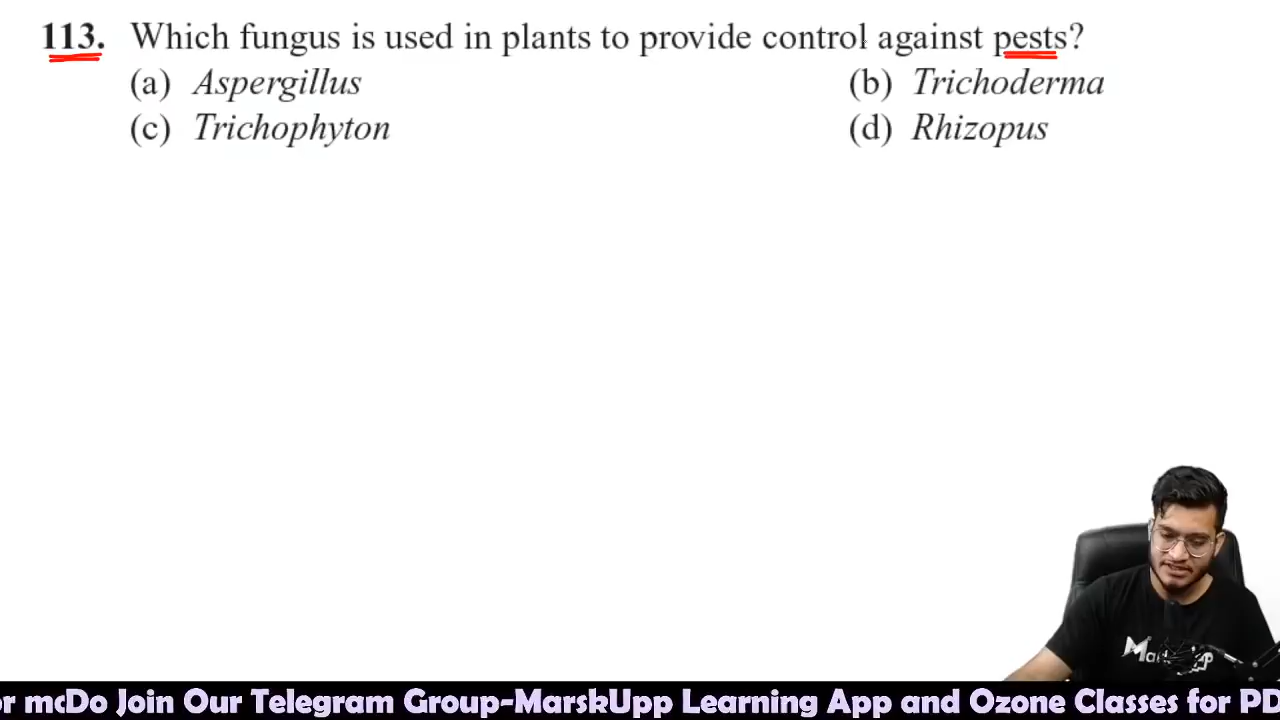 113. Which fungus is used in plants to provide control against pests?
(a) Aspergillus (b) Trichoderma
(c) Trichophyton (d) Rhizopus
or mcDo Join Our Telegram Group-MarskUpp Learning App and Ozone Classes for PD